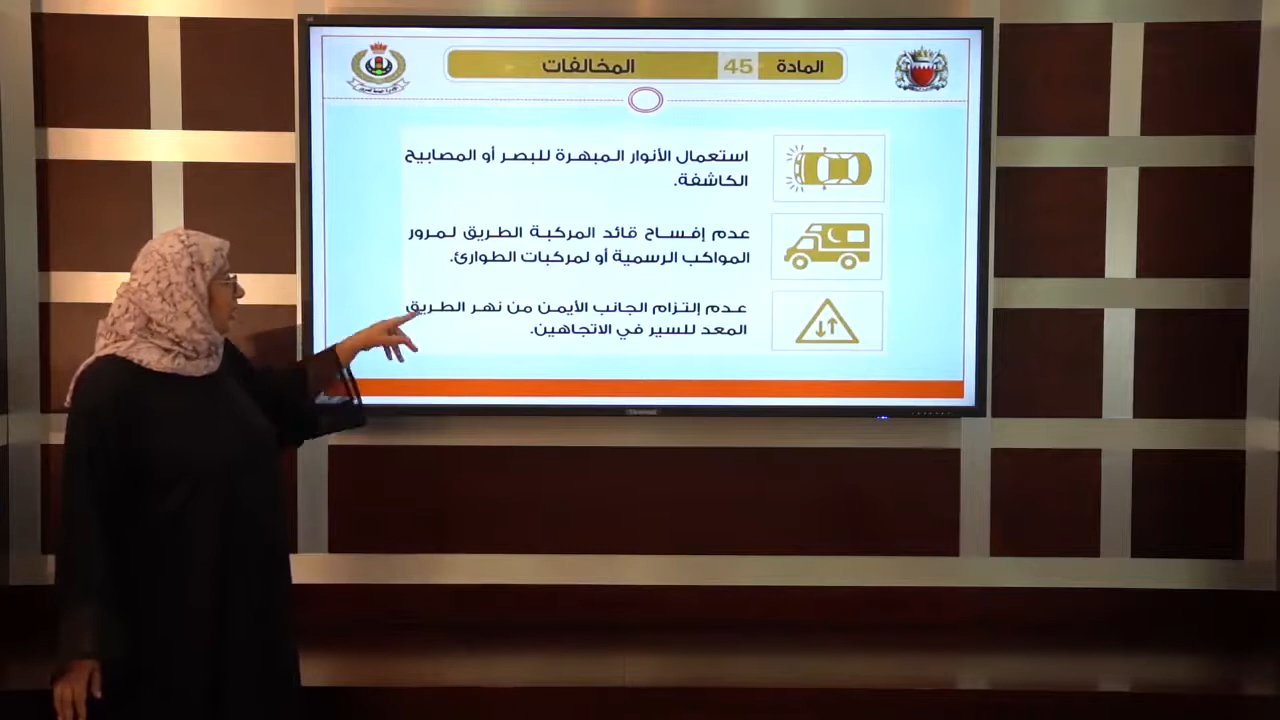 المادة 45 المخالفات
استعمال الأنوار المبهرة للبصر أو المصابيح
الكاشفة.
عدم إفساح قائد المركبة الطريق لمرور
المواكب الرسمية أو لمركبات الطوارئ.
عدم إلتزام الجانب الأيمن من نهر الطريق
المعد للسير في الاتجاهين.